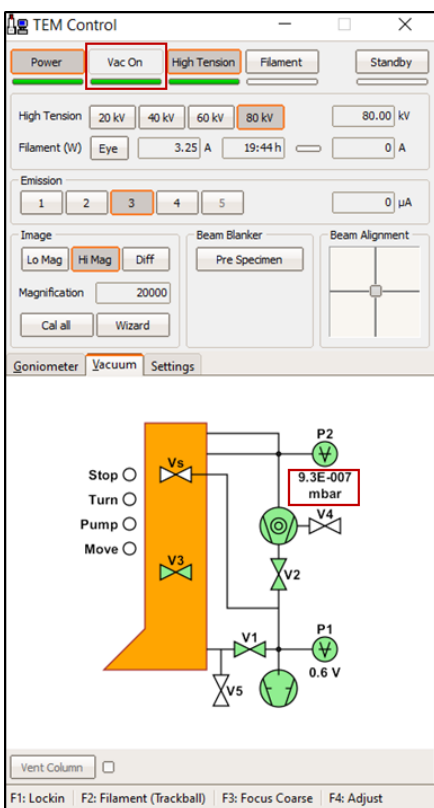 TEM Control
Power Vac On High Tension Filament Standby
High Tension 20 kV 40 kV 60 kV 80 kV 80.00 kV
Filament (W) Eye 3.25 A 19:44 h 0 A
Emission
1 2 3 4 5 0 µA
Image Beam Blanker Beam Alignment
Lo Mag Hi Mag Diff Pre Specimen
Magnification 20000
Cal all Wizard
Goniometer Vacuum Settings
P2
Vs
Stop 9.3E-007
Turn mbar
V4
Pump
Move
V3
V2
V1
P1
0.6 V
V5
Vent Column
F1: Lockin F2: Filament (Trackball) F3: Focus Coarse F4: Adjust